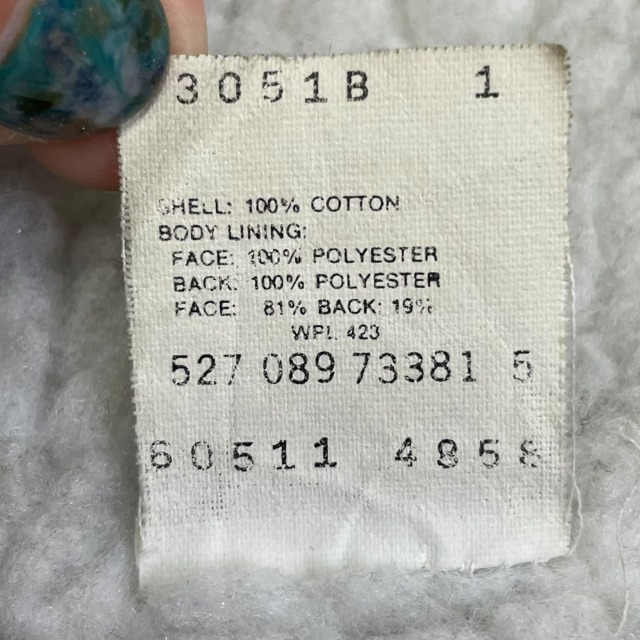 3051B 1
SHELL: 100% COTTON
BODY LINING:
FACE: 100% POLYESTER
BACK: 100% POLYESTER
FACE: 81% BACK: 19%
WPL 423
527 089 73381 5
60511 4858